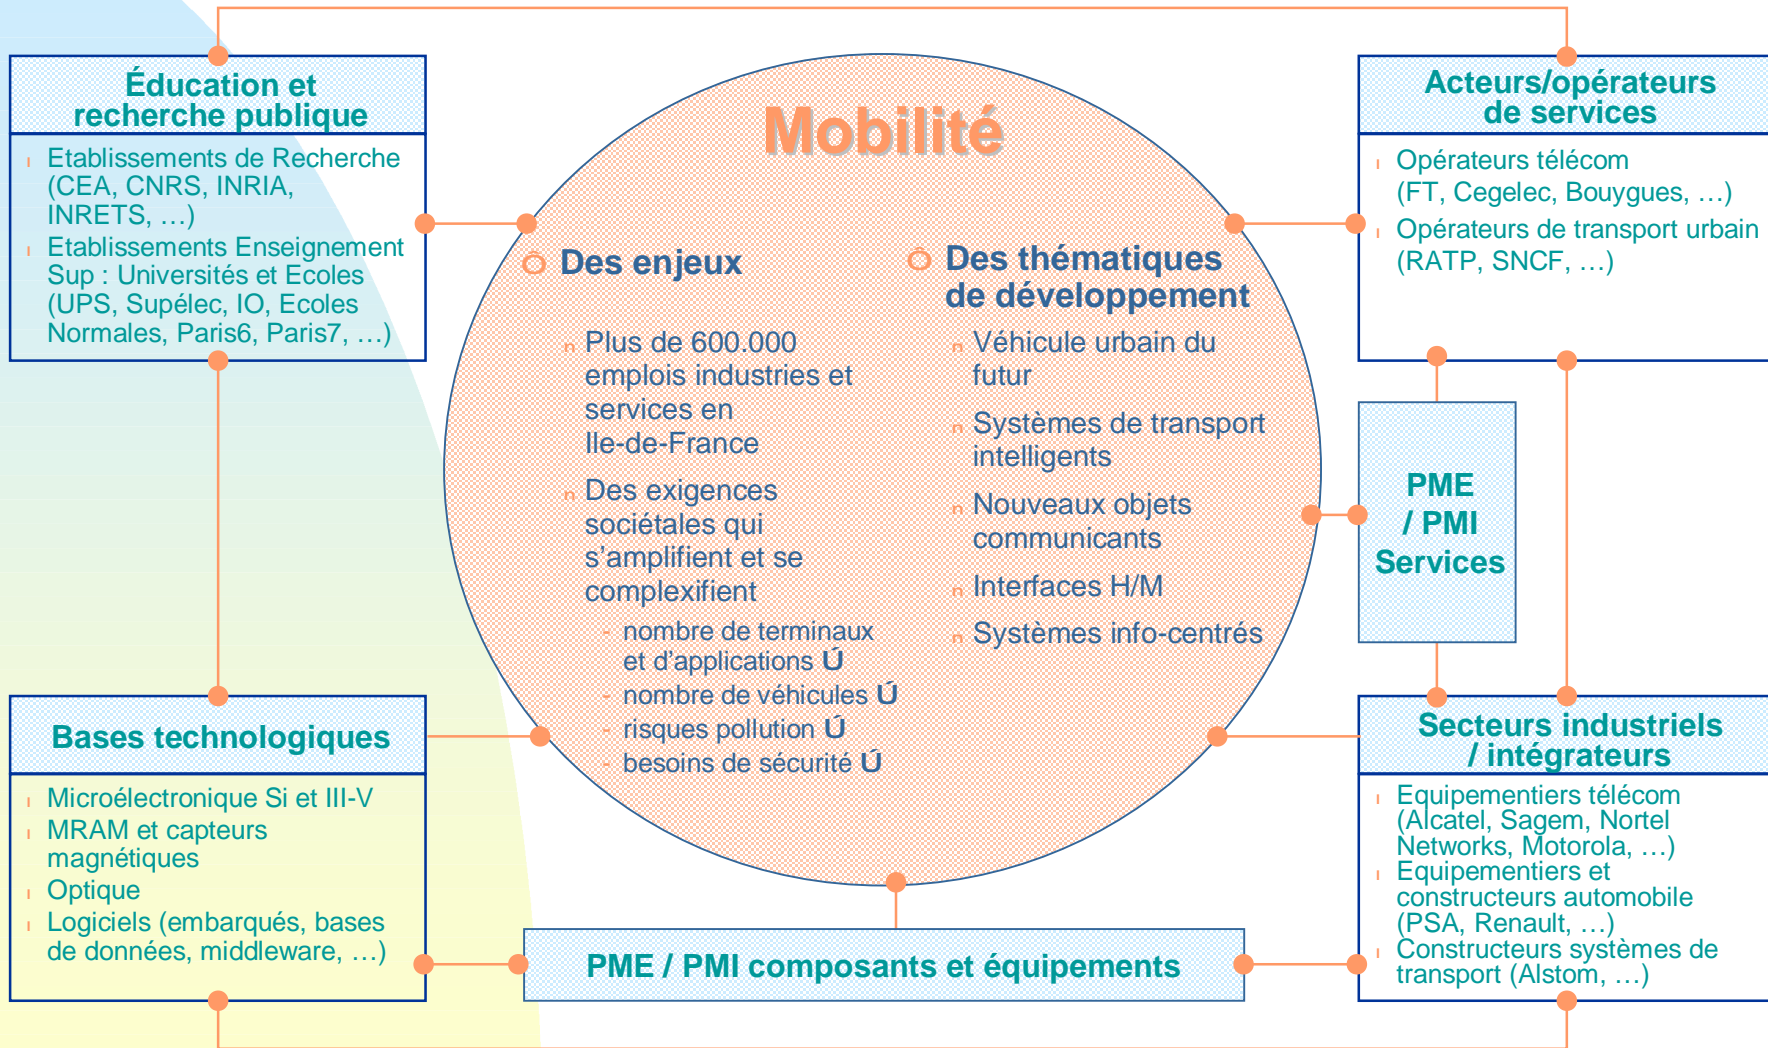 Éducation et
recherche publique
Etablissements de Recherche
(CEA, CNRS, INRIA,
INRETS, …)
Etablissements Enseignement
Sup : Universités et Ecoles
(UPS, Supélec, IO, Ecoles
Normales, Paris6, Paris7, …)
Mobilité
Ô Des enjeux
n Plus de 600.000
emplois industries et
services en
Ile-de-France
n Des exigences
sociétales qui
s’amplifient et se
complexifient
- nombre de terminaux
et d'applications Ú
- nombre de véhicules Ú
- risques pollution Ú
- besoins de sécurité Ú
Ô Des thématiques
de développement
n Véhicule urbain du
futur
n Systèmes de transport
intelligents
n Nouveaux objets
communicants
n Interfaces H/M
n Systèmes info-centrés
Acteurs/opérateurs
de services
l Opérateurs télécom
(FT, Cegelec, Bouygues, …)
l Opérateurs de transport urbain
(RATP, SNCF, …)
PME
/ PMI
Services
Bases technologiques
l Microélectronique Si et III-V
l MRAM et capteurs
magnétiques
l Optique
l Logiciels (embarqués, bases
de données, middleware, …)
PME / PMI composants et équipements
Secteurs industriels
/ intégrateurs
l Equipementiers télécom
(Alcatel, Sagem, Nortel
Networks, Motorola, …)
l Equipementiers et
constructeurs automobile
(PSA, Renault, …)
l Constructeurs systèmes de
transport (Alstom, …)